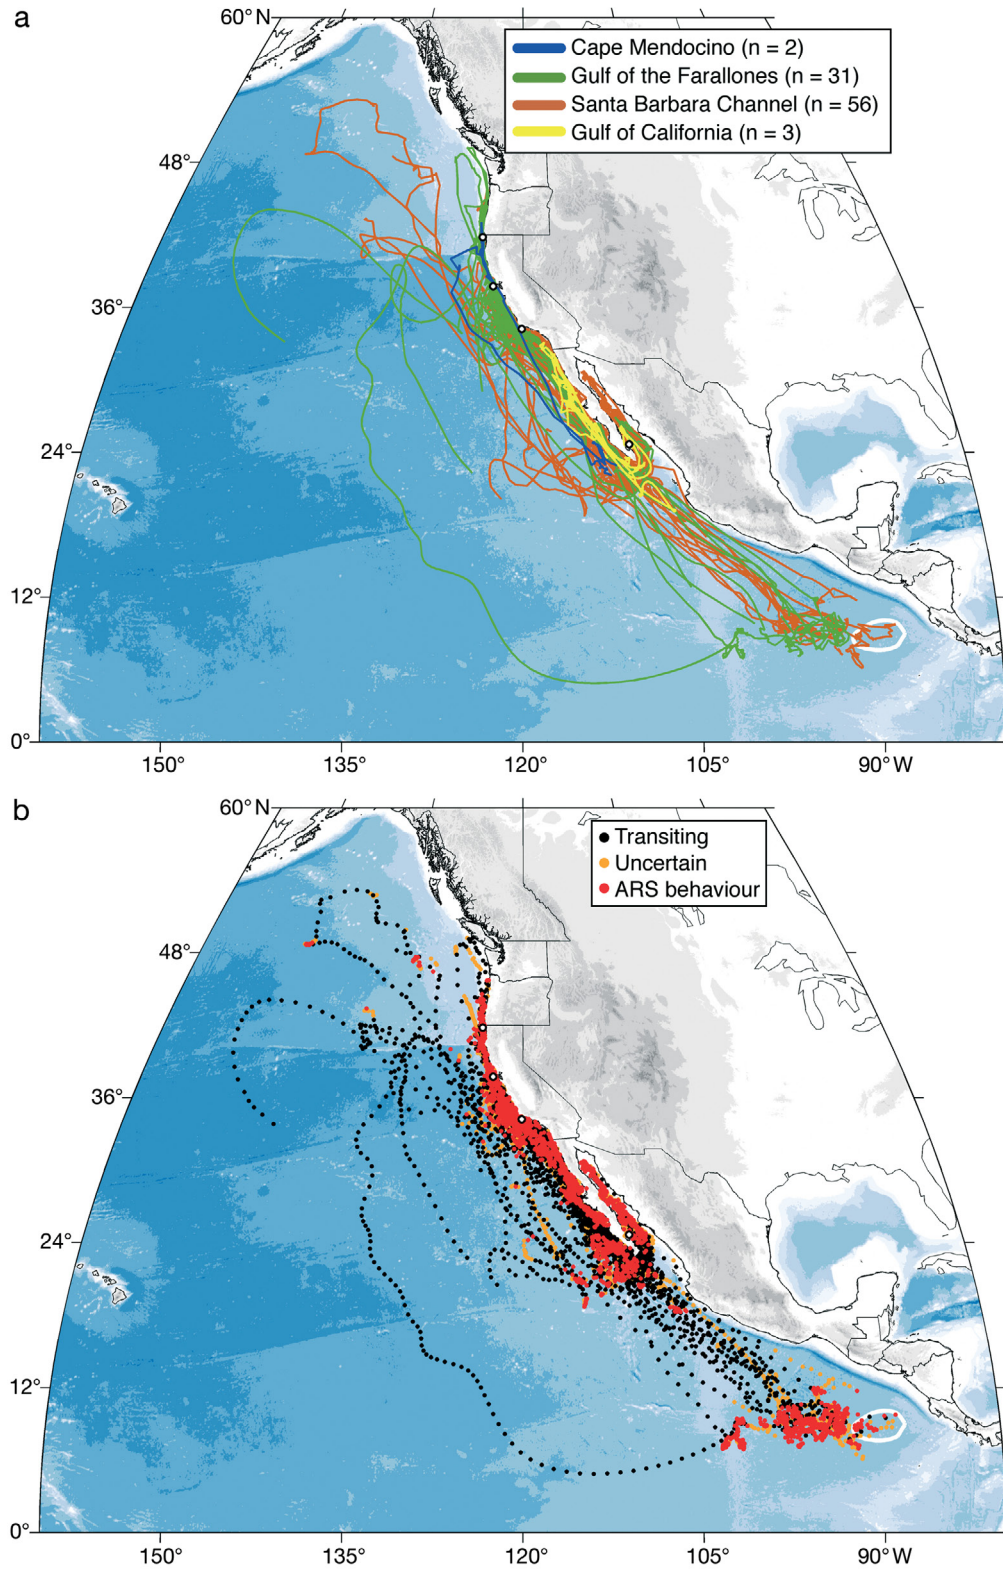 a
60° N
Cape Mendocino (n = 2)
Gulf of the Farallones (n = 31)
Santa Barbara Channel (n = 56)
Gulf of California (n = 3)
48°
36°
24°
12°
0°
150°
135°
120°
105°
90° W
b
60° N
Transiting
Uncertain
ARS behaviour
48°
36°
24°
12°
0°
150°
135°
120°
105°
90° W